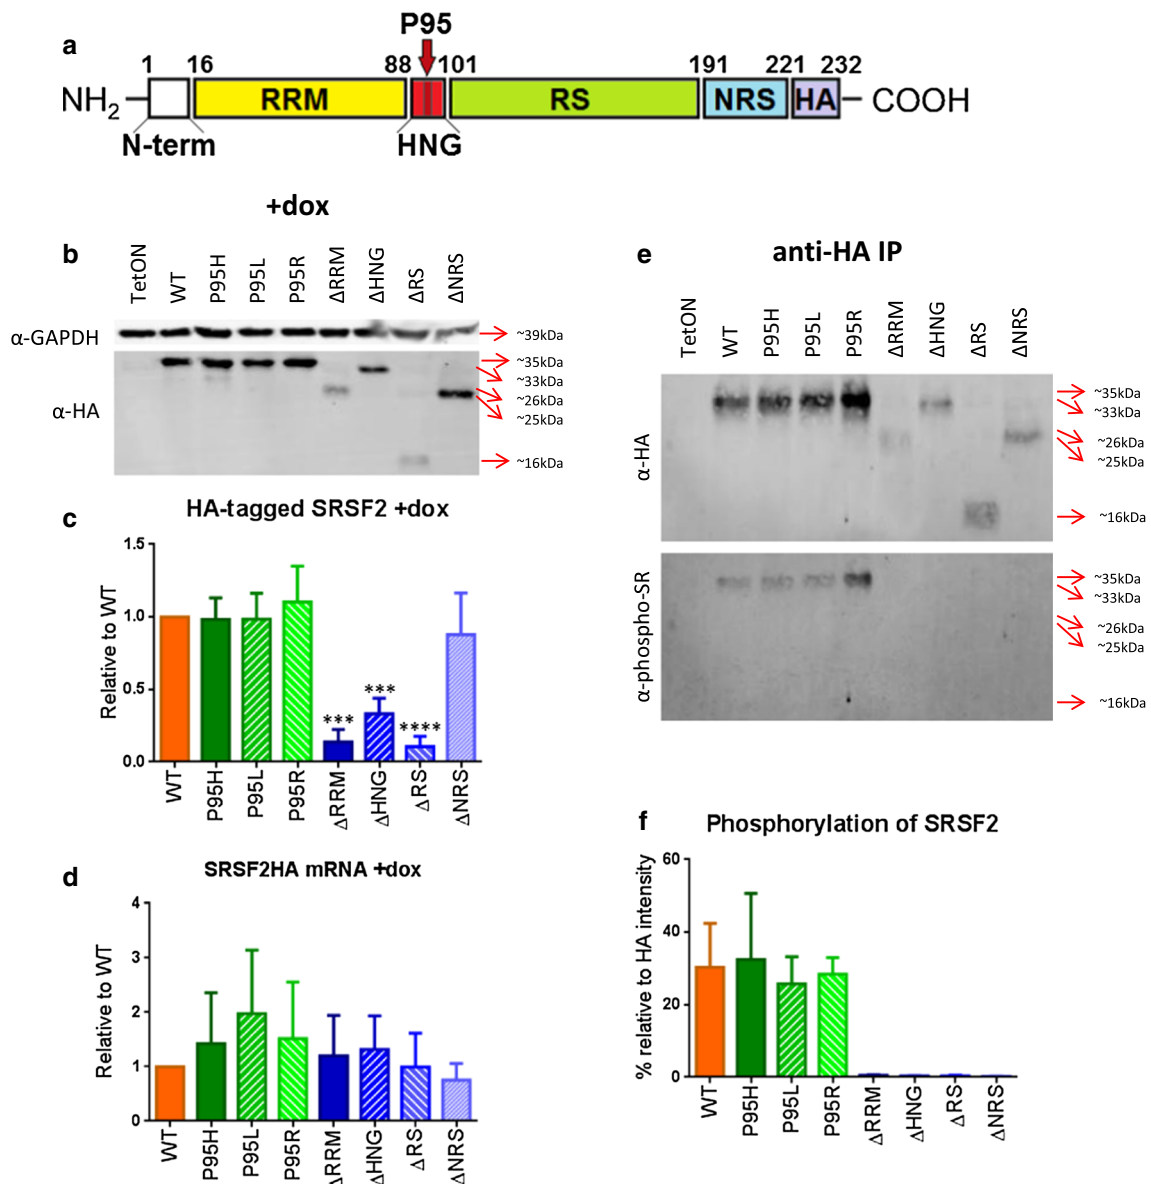 a
P95
1 16 88 101 191 221 232
NH2 RRM RS NRS HA COOH
N-term HNG
+dox
b
TetON WT P95H P95L P95R ΔRRM ΔHNG ΔRS ΔNRS
α-GAPDH
~39kDa
α-HA
~35kDa
~33kDa
~26kDa
~25kDa
~16kDa
c
HA-tagged SRSF2 +dox
Relative to WT
1.5
1.0
0.5
0.0
*** *** ****
WT P95H P95L P95R ΔRRM ΔHNG ΔRS ΔNRS
d
SRSF2HA mRNA +dox
Relative to WT
4
3
2
1
0
WT P95H P95L P95R ΔRRM ΔHNG ΔRS ΔNRS
e
anti-HA IP
TetON WT P95H P95L P95R ΔRRM ΔHNG ΔRS ΔNRS
α-HA
~35kDa
~33kDa
~26kDa
~25kDa
~16kDa
α-phospho-SR
~35kDa
~33kDa
~26kDa
~25kDa
~16kDa
f
Phosphorylation of SRSF2
% relative to HA intensity
60
40
20
0
WT P95H P95L P95R ΔRRM ΔHNG ΔRS ΔNRS